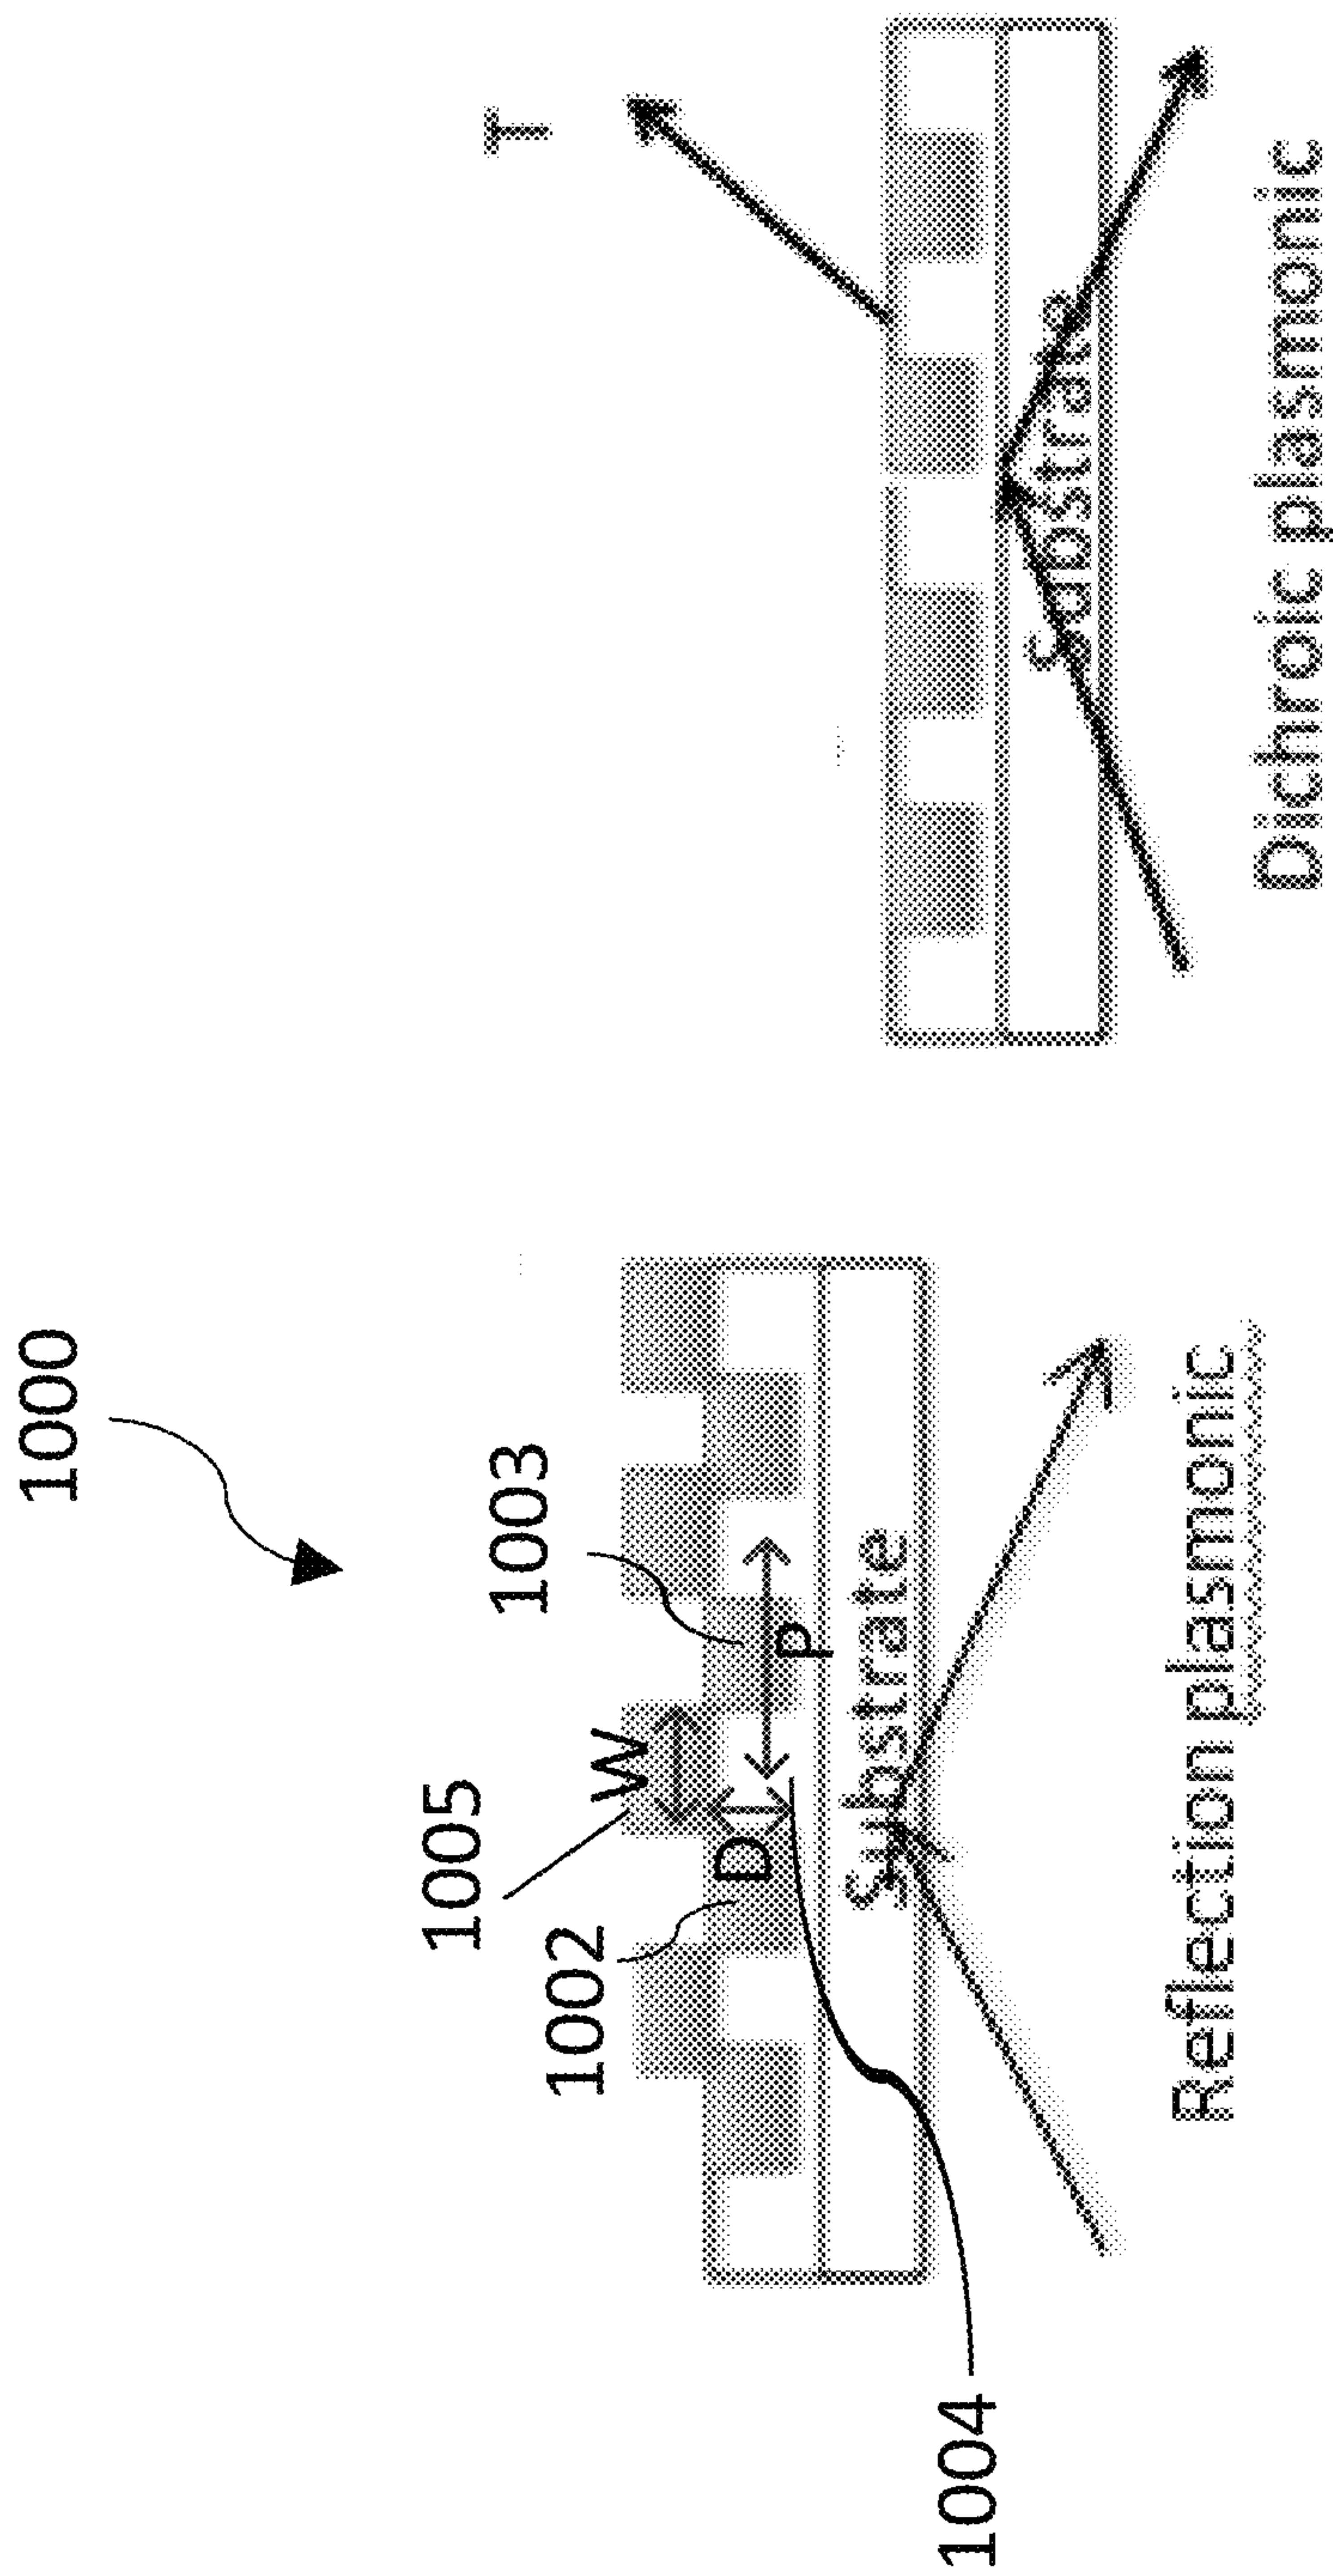 1000
1003
1005
W
1002
D
P
Substrate
1004
Reflection plasmonic
T
Substrate
Dichroic plasmonic